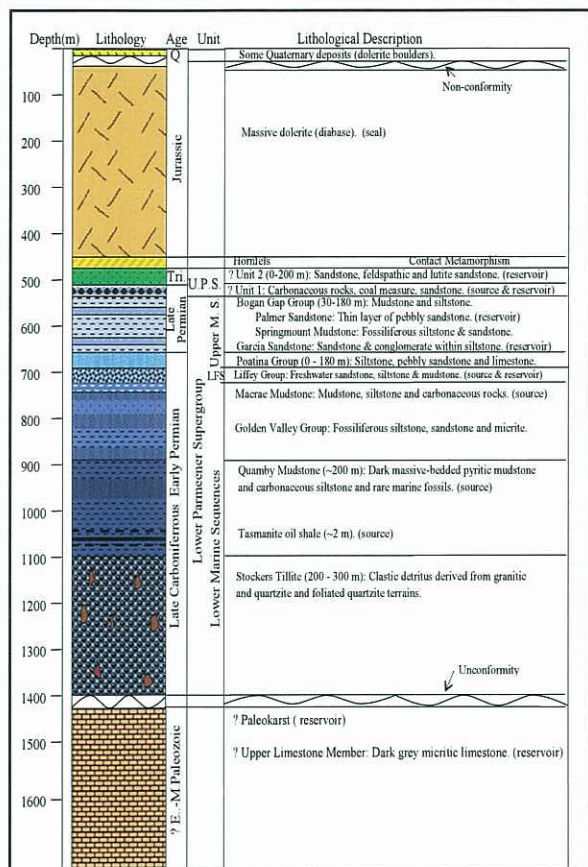 Depth(m) Lithology Age Unit Lithological Description
Q
Some Quaternary deposits (dolerite boulders).
Non-conformity
100
200
300
400
500
600
700
800
900
1000
1100
1200
1300
1400
1500
1600
Jurassic
Massive dolerite (diabase). (seal)
Hornfels Contact Metamorphism
Tri.
U.P.S.
? Unit 2 (0-200 m): Sandstone, feldspathic and lutite sandstone. (reservoir)
? Unit 1: Carbonaceous rocks, coal measure, sandstone. (source & reservoir)
Late Permian
Upper M. S.
Bogan Gap Group (30-180 m): Mudstone and siltstone.
Palmer Sandstone: Thin layer of pebbly sandstone. (reservoir)
Springmount Mudstone: Fossiliferous siltstone & sandstone.
Garcia Sandstone: Sandstone & conglomerate within siltstone. (reservoir)
Poatina Group (0 - 180 m): Siltstone, pebbly sandstone and limestone.
LFS
Liffey Group: Freshwater sandstone, siltstone & mudstone. (source & reservoir)
Late Carboniferrous Early Permian
Lower Parmeener Supergroup
Lower Marine Sequences
Macrae Mudstone: Mudstone, siltstone and carbonaceous rocks. (source)
Golden Valley Group: Fossiliferous siltstone, sandstone and micrite.
Quamby Mudstone (~200 m): Dark massive-bedded pyritic mudstone
and carbonaceous siltstone and rare marine fossils. (source)
Tasmanite oil shale (~2 m). (source)
Stockers Tillite (200 - 300 m): Clastic detritus derived from granitic
and quartzite and foliated quartzite terrains.
Unconformity
? E.-M. Paleozoic
? Paleokarst ( reservoir)
? Upper Limestone Member: Dark grey micritic limestone. (reservoir)